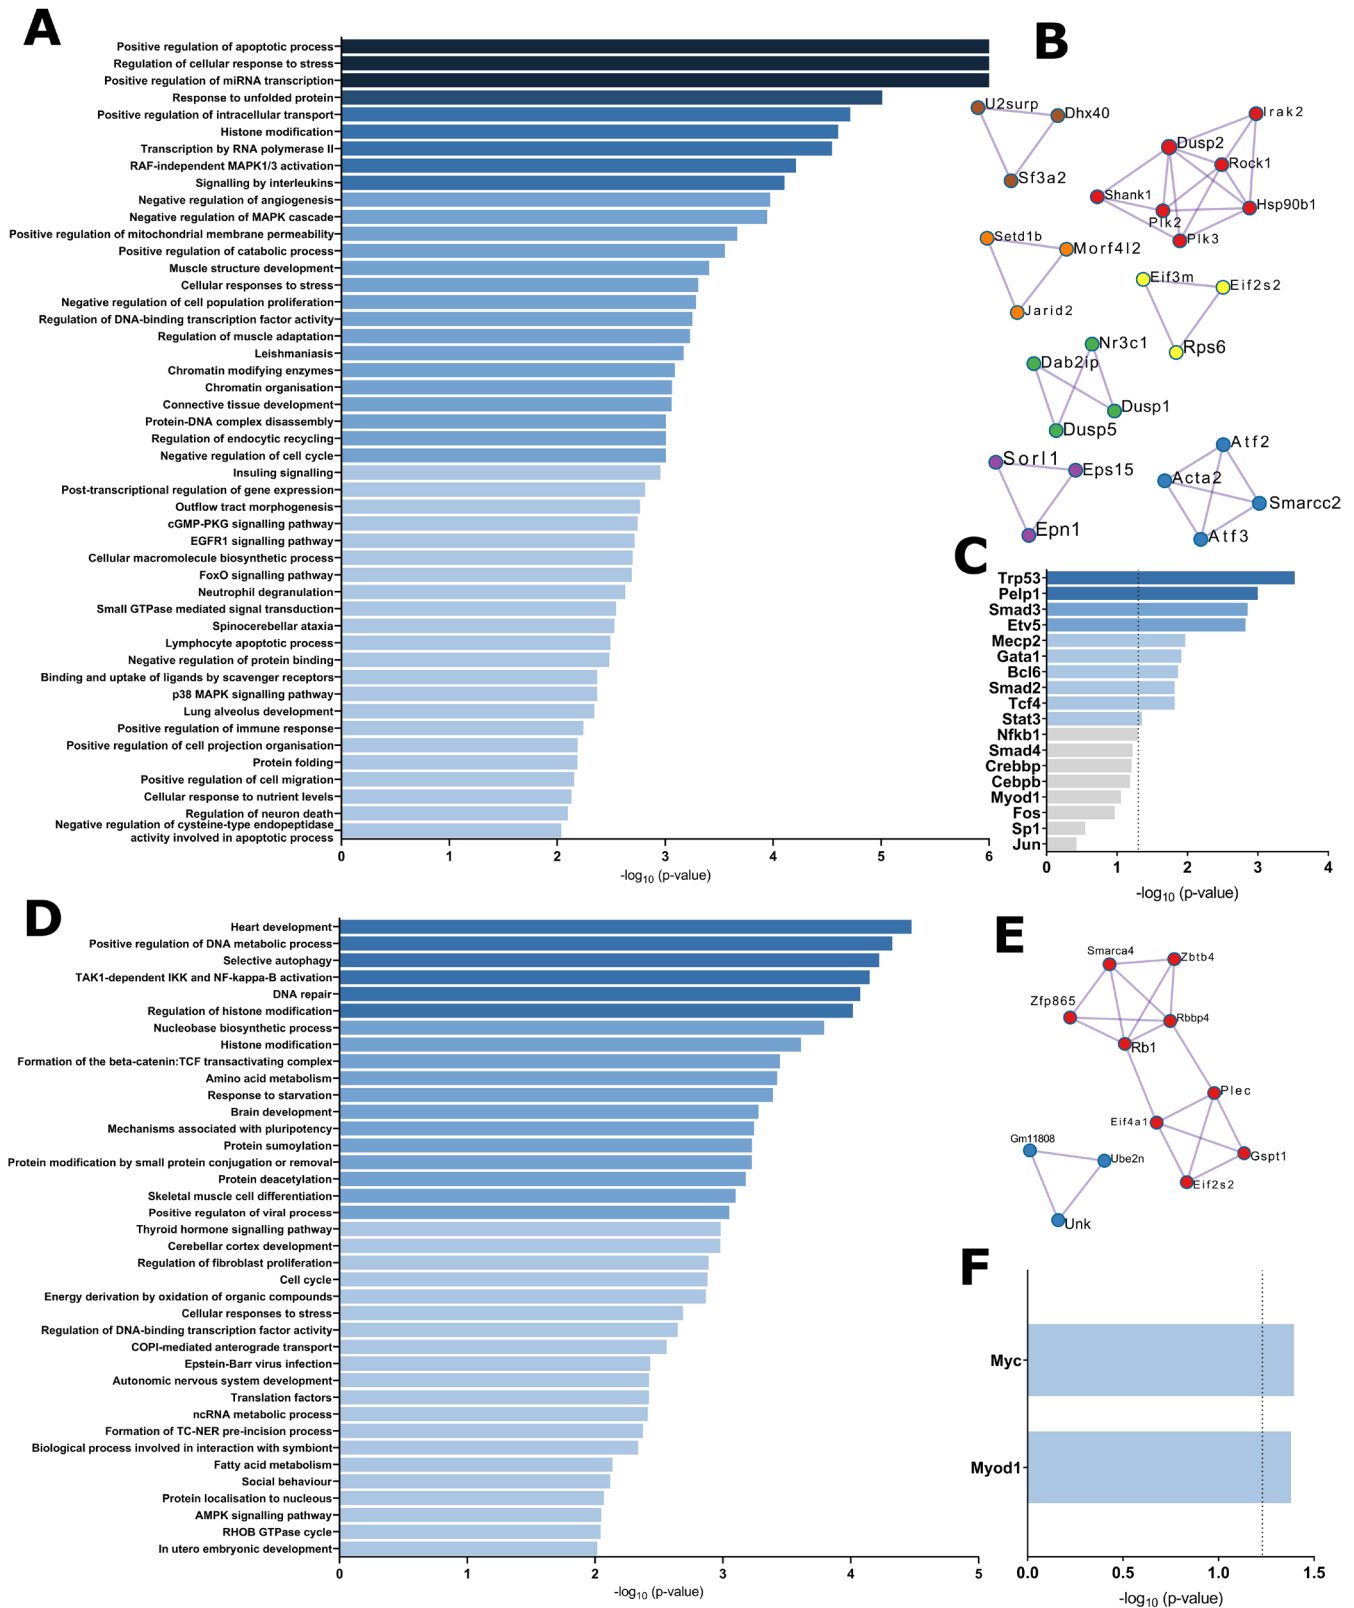 A
Positive regulation of apoptotic process
Regulation of cellular response to stress
Positive regulation of miRNA transcription
Response to unfolded protein
Positive regulation of intracellular transport
Histone modification
Transcription by RNA polymerase II
RAF-independent MAPK1/3 activation
Signalling by interleukins
Negative regulation of angiogenesis
Negative regulation of MAPK cascade
Positive regulation of mitochondrial membrane permeability
Positive regulation of catabolic process
Muscle structure development
Cellular responses to stress
Negative regulation of cell population proliferation
Regulation of DNA-binding transcription factor activity
Regulation of muscle adaptation
Leishmaniasis
Chromatin modifying enzymes
Chromatin organisation
Connective tissue development
Protein-DNA complex disassembly
Regulation of endocytic recycling
Negative regulation of cell cycle
Insuling signalling
Post-transcriptional regulation of gene expression
Outflow tract morphogenesis
cGMP-PKG signalling pathway
EGFR1 signalling pathway
Cellular macromolecule biosynthetic process
FoxO signalling pathway
Neutrophil degranulation
Small GTPase mediated signal transduction
Spinocerebellar ataxia
Lymphocyte apoptotic process
Negative regulation of protein binding
Binding and uptake of ligands by scavenger receptors
p38 MAPK signalling pathway
Lung alveolus development
Positive regulation of immune response
Positive regulation of cell projection organisation
Protein folding
Positive regulation of cell migration
Cellular response to nutrient levels
Regulation of neuron death
Negative regulation of cysteine-type endopeptidase
activity involved in apoptotic process
0 1 2 3 4 5 6
-log10 (p-value)
B
U2surp
Dhx40
Sf3a2
Irak2
Dusp2
Rock1
Shank1
Plk2
Hsp90b1
Plk3
Setd1b
Morf4l2
Jarid2
Eif3m
Eif2s2
Rps6
Nr3c1
Dab2ip
Dusp1
Dusp5
Sorl1
Eps15
Epn1
Atf2
Acta2
Smarcc2
Atf3
C
Trp53
Pelp1
Smad3
Etv5
Mecp2
Gata1
Bcl6
Smad2
Tcf4
Stat3
Nfkb1
Smad4
Crebbp
Cebpb
Myod1
Fos
Sp1
Jun
0 1 2 3 4
-log10 (p-value)
D
Heart development
Positive regulation of DNA metabolic process
Selective autophagy
TAK1-dependent IKK and NF-kappa-B activation
DNA repair
Regulation of histone modification
Nucleobase biosynthetic process
Histone modification
Formation of the beta-catenin:TCF transactivating complex
Amino acid metabolism
Response to starvation
Brain development
Mechanisms associated with pluripotency
Protein sumoylation
Protein modification by small protein conjugation or removal
Protein deacetylation
Skeletal muscle cell differentiation
Positive regulaton of viral process
Thyroid hormone signalling pathway
Cerebellar cortex development
Regulation of fibroblast proliferation
Cell cycle
Energy derivation by oxidation of organic compounds
Cellular responses to stress
Regulation of DNA-binding transcription factor activity
COPI-mediated anterograde transport
Epstein-Barr virus infection
Autonomic nervous system development
Translation factors
ncRNA metabolic process
Formation of TC-NER pre-incision process
Biological process involved in interaction with symbiont
Fatty acid metabolism
Social behaviour
Protein localisation to nucleous
AMPK signalling pathway
RHOB GTPase cycle
In utero embryonic development
0 1 2 3 4 5
-log10 (p-value)
E
Smarca4
Zbtb4
Zfp865
Rbbp4
Rb1
Plec
Eif4a1
Gspt1
Eif2s2
Gm11808
Ube2n
Unk
F
Myc
Myod1
0.0 0.5 1.0 1.5
-log10 (p-value)